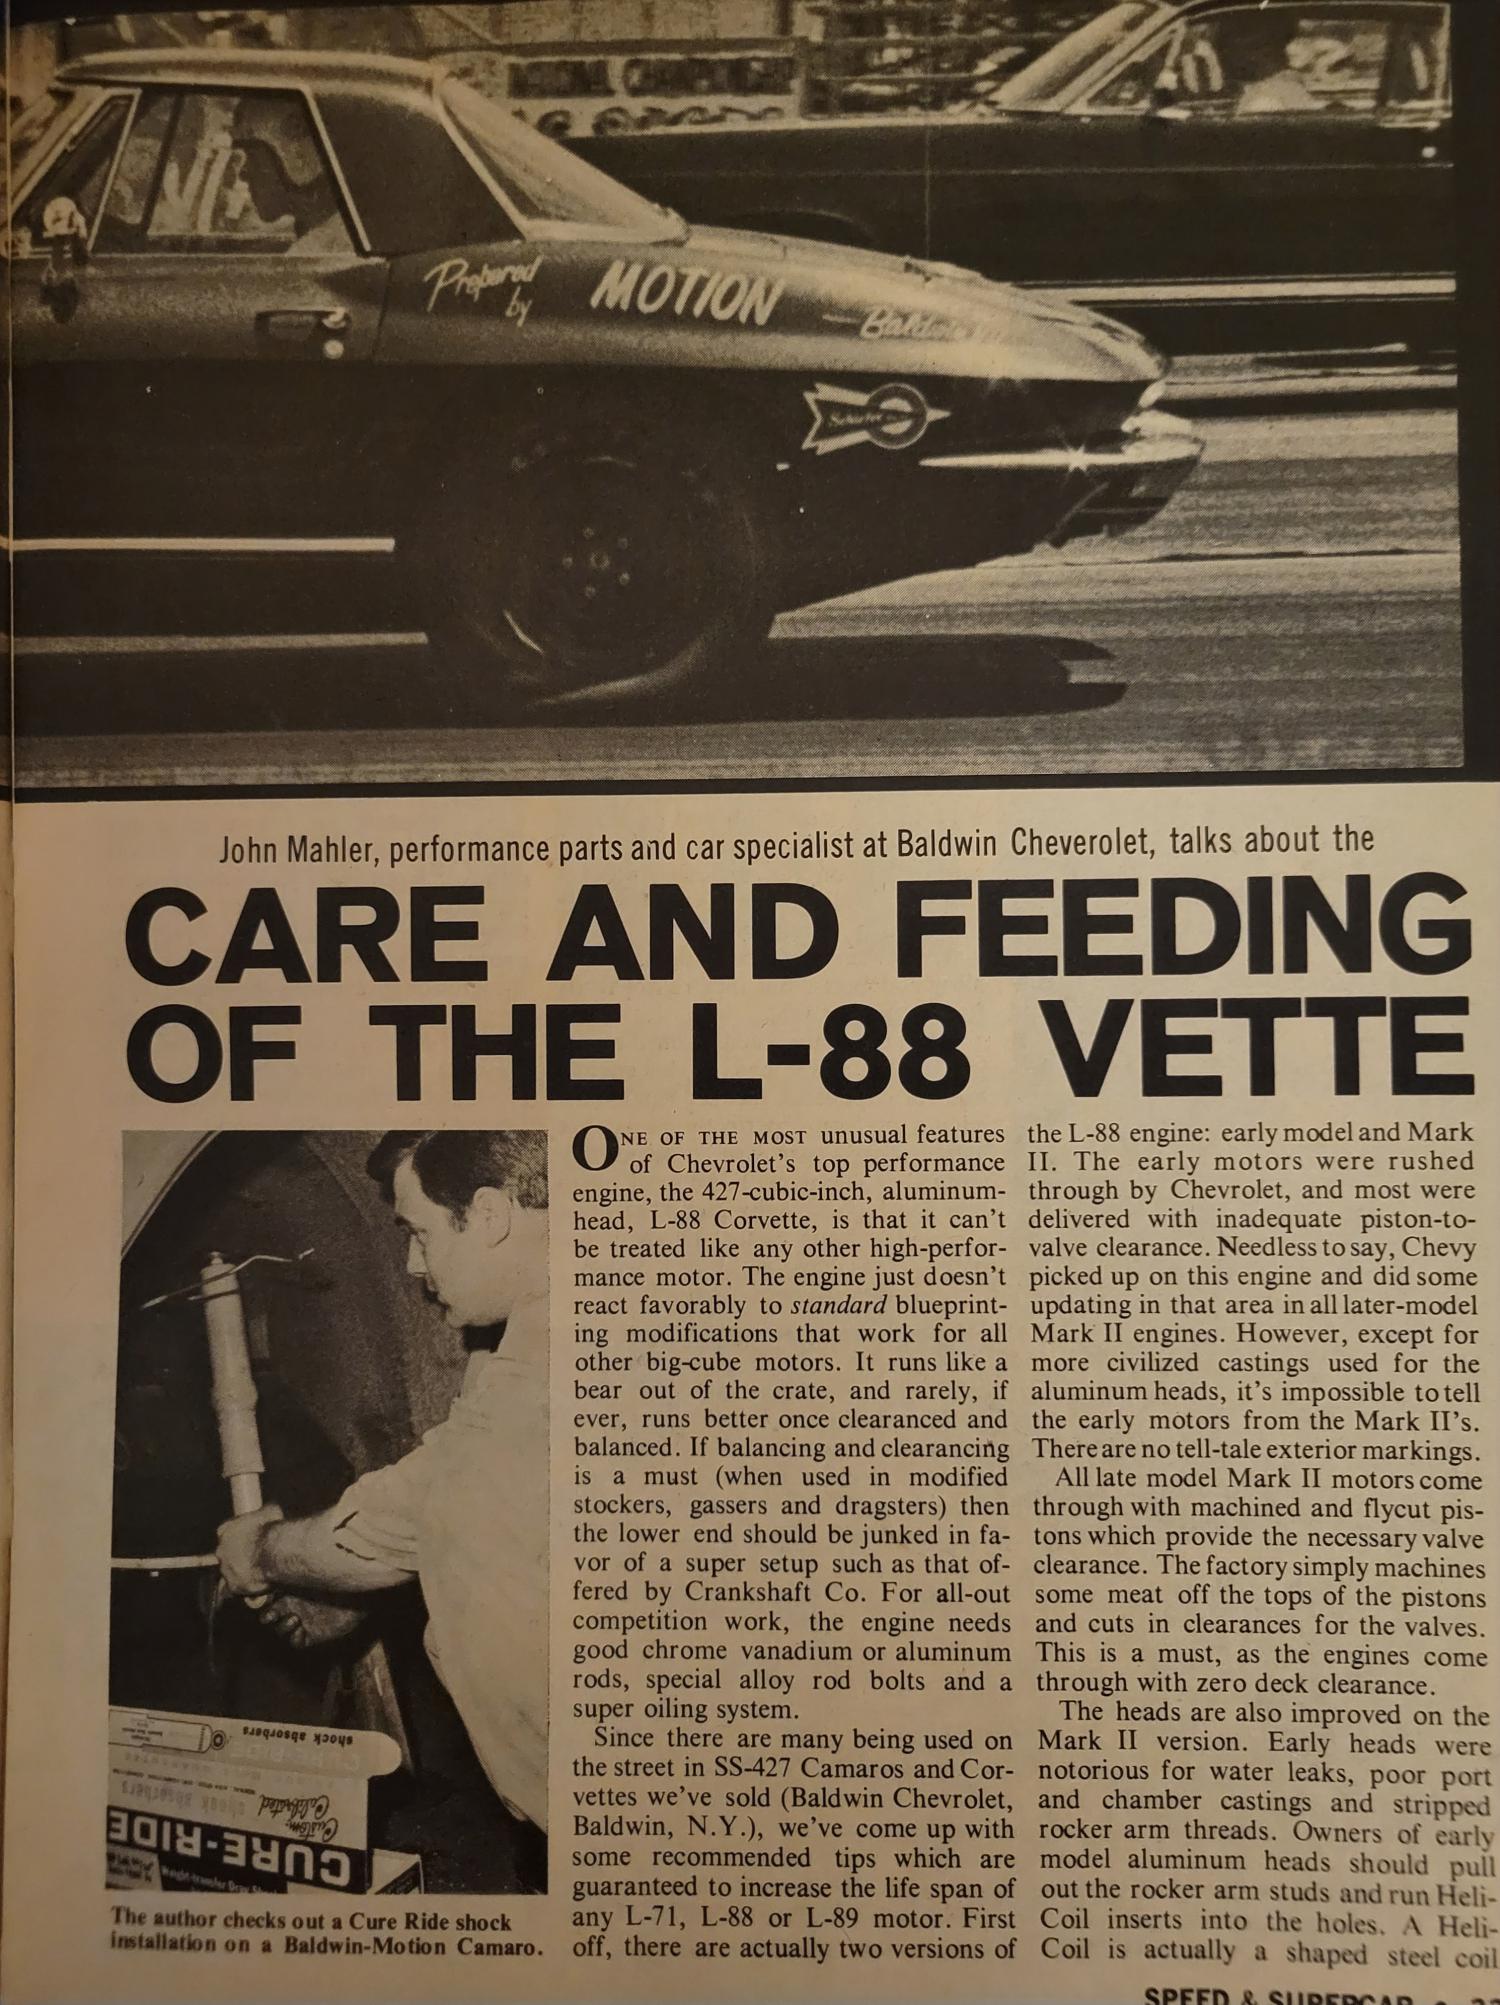 Prepared
by
MOTION
Baldwin
John Mahler, performance parts and car specialist at Baldwin Cheverolet, talks about the
CARE AND FEEDING
OF THE L-88 VETTE
ONE OF THE MOST unusual features
of Chevrolet's top performance
engine, the 427-cubic-inch, aluminum-
head, L-88 Corvette, is that it can't
be treated like any other high-perfor-
mance motor. The engine just doesn't
react favorably to standard blueprint-
ing modifications that work for all
other big-cube motors. It runs like a
bear out of the crate, and rarely, if
ever, runs better once clearanced and
balanced. If balancing and clearancing
is a must (when used in modified
stockers, gassers and dragsters) then
the lower end should be junked in fa-
vor of a super setup such as that of-
fered by Crankshaft Co. For all-out
competition work, the engine needs
good chrome vanadium or aluminum
rods, special alloy rod bolts and a
super oiling system.
Since there are many being used on
the street in SS-427 Camaros and Cor-
vettes we've sold (Baldwin Chevrolet,
Baldwin, N.Y.), we've come up with
some recommended tips which are
guaranteed to increase the life span of
any L-71, L-88 or L-89 motor. First
off, there are actually two versions of
the L-88 engine: early model and Mark
II. The early motors were rushed
through by Chevrolet, and most were
delivered with inadequate piston-to-
valve clearance. Needless to say, Chevy
picked up on this engine and did some
updating in that area in all later-model
Mark II engines. However, except for
more civilized castings used for the
aluminum heads, it's impossible to tell
the early motors from the Mark II's.
There are no tell-tale exterior markings.
All late model Mark II motors come
through with machined and flycut pis-
tons which provide the necessary valve
clearance. The factory simply machines
some meat off the tops of the pistons
and cuts in clearances for the valves.
This is a must, as the engines come
through with zero deck clearance.
The heads are also improved on the
Mark II version. Early heads were
notorious for water leaks, poor port
and chamber castings and stripped
rocker arm threads. Owners of early
model aluminum heads should pull
out the rocker arm studs and run Heli-
Coil inserts into the holes. A Heli-
Coil is actually a shaped steel coil
shock absorbers
Custom
Calibrated
shock absorbers
CURE-RIDE
The author checks out a Cure Ride shock
installation on a Baldwin-Motion Camaro.
SPEED & SUPERCAR •